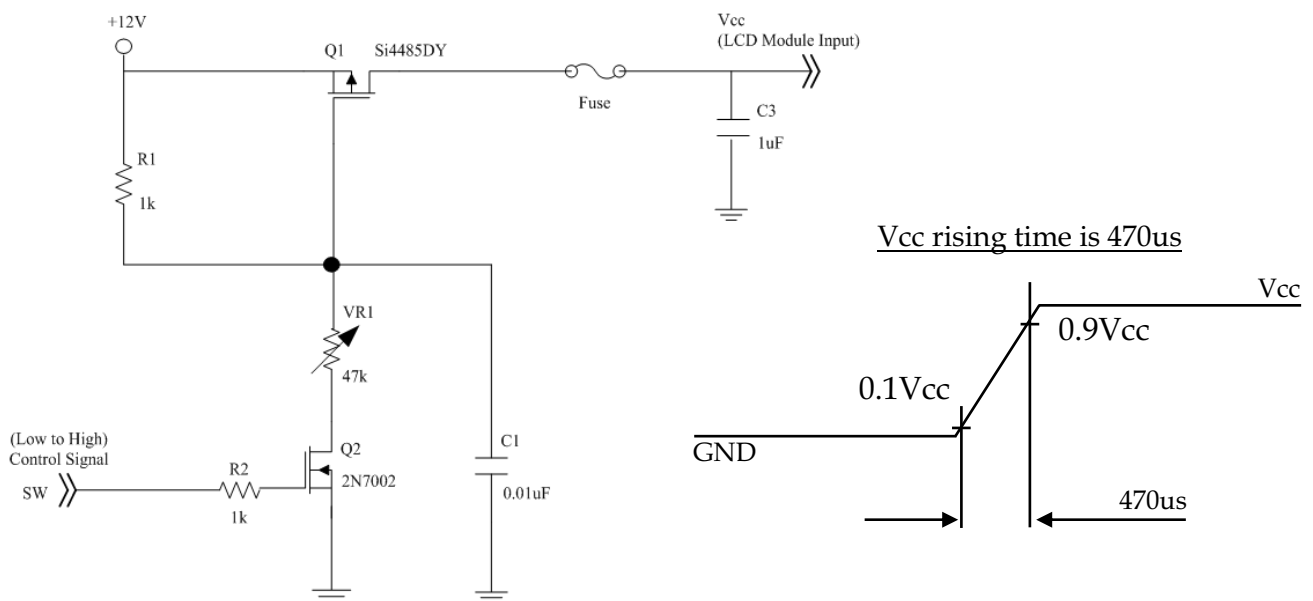 +12V
Q1
Si4485DY
Vcc
(LCD Module Input)
Fuse
C3
1uF
R1
1k
VR1
47k
(Low to High)
Control Signal
SW
R2
1k
Q2
2N7002
C1
0.01uF
Vcc rising time is 470us
Vcc
0.9Vcc
0.1Vcc
GND
470us